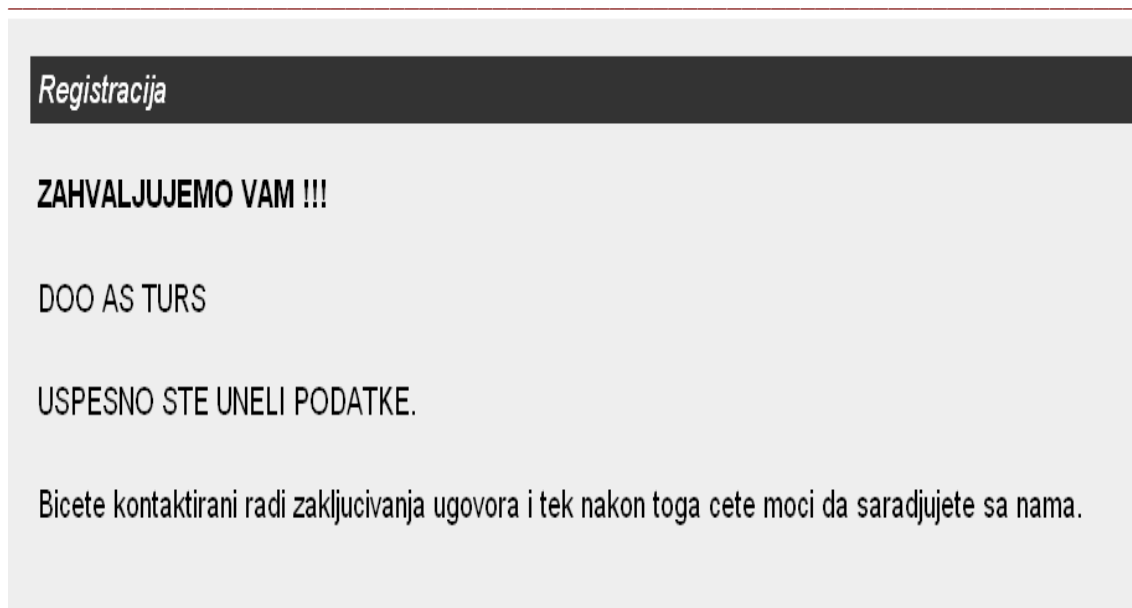 Registracija
ZAHVALJUJEMO VAM !!!
DOO AS TURS
USPESNO STE UNELI PODATKE.
Bicete kontaktirani radi zakljucivanja ugovora i tek nakon toga cete moci da saradjujete sa nama.